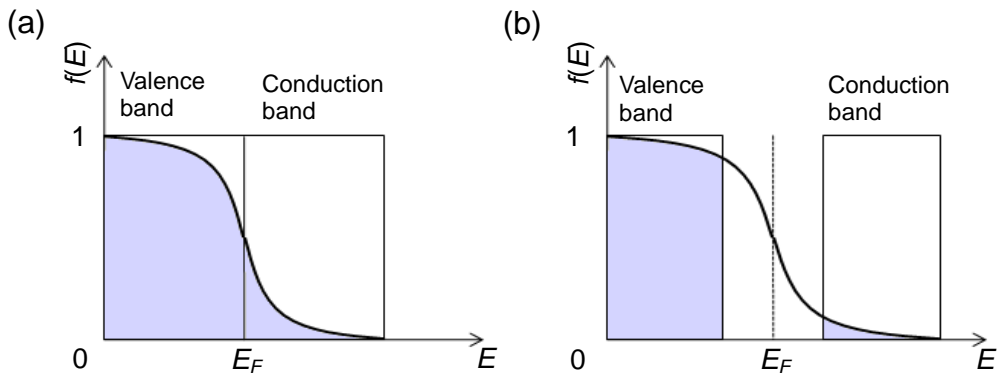 (a)
f(E)
Valence
band
Conduction
band
1
0
E_F
E
(b)
f(E)
Valence
band
Conduction
band
1
0
E_F
E